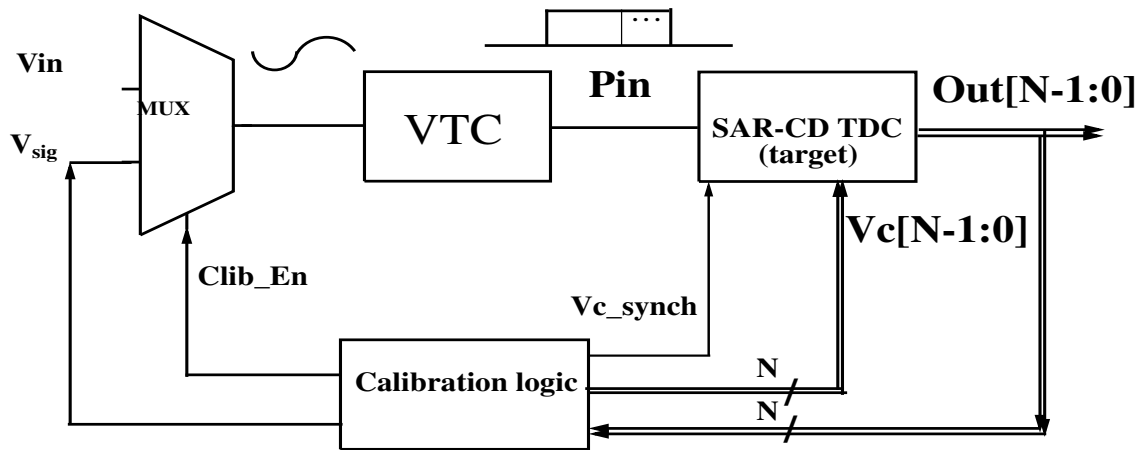 Vin
MUX
Vsig
VTC
...
Pin
SAR-CD TDC
(target)
Out[N-1:0]
Vc[N-1:0]
Clib_En
Vc_synch
Calibration logic
N
N